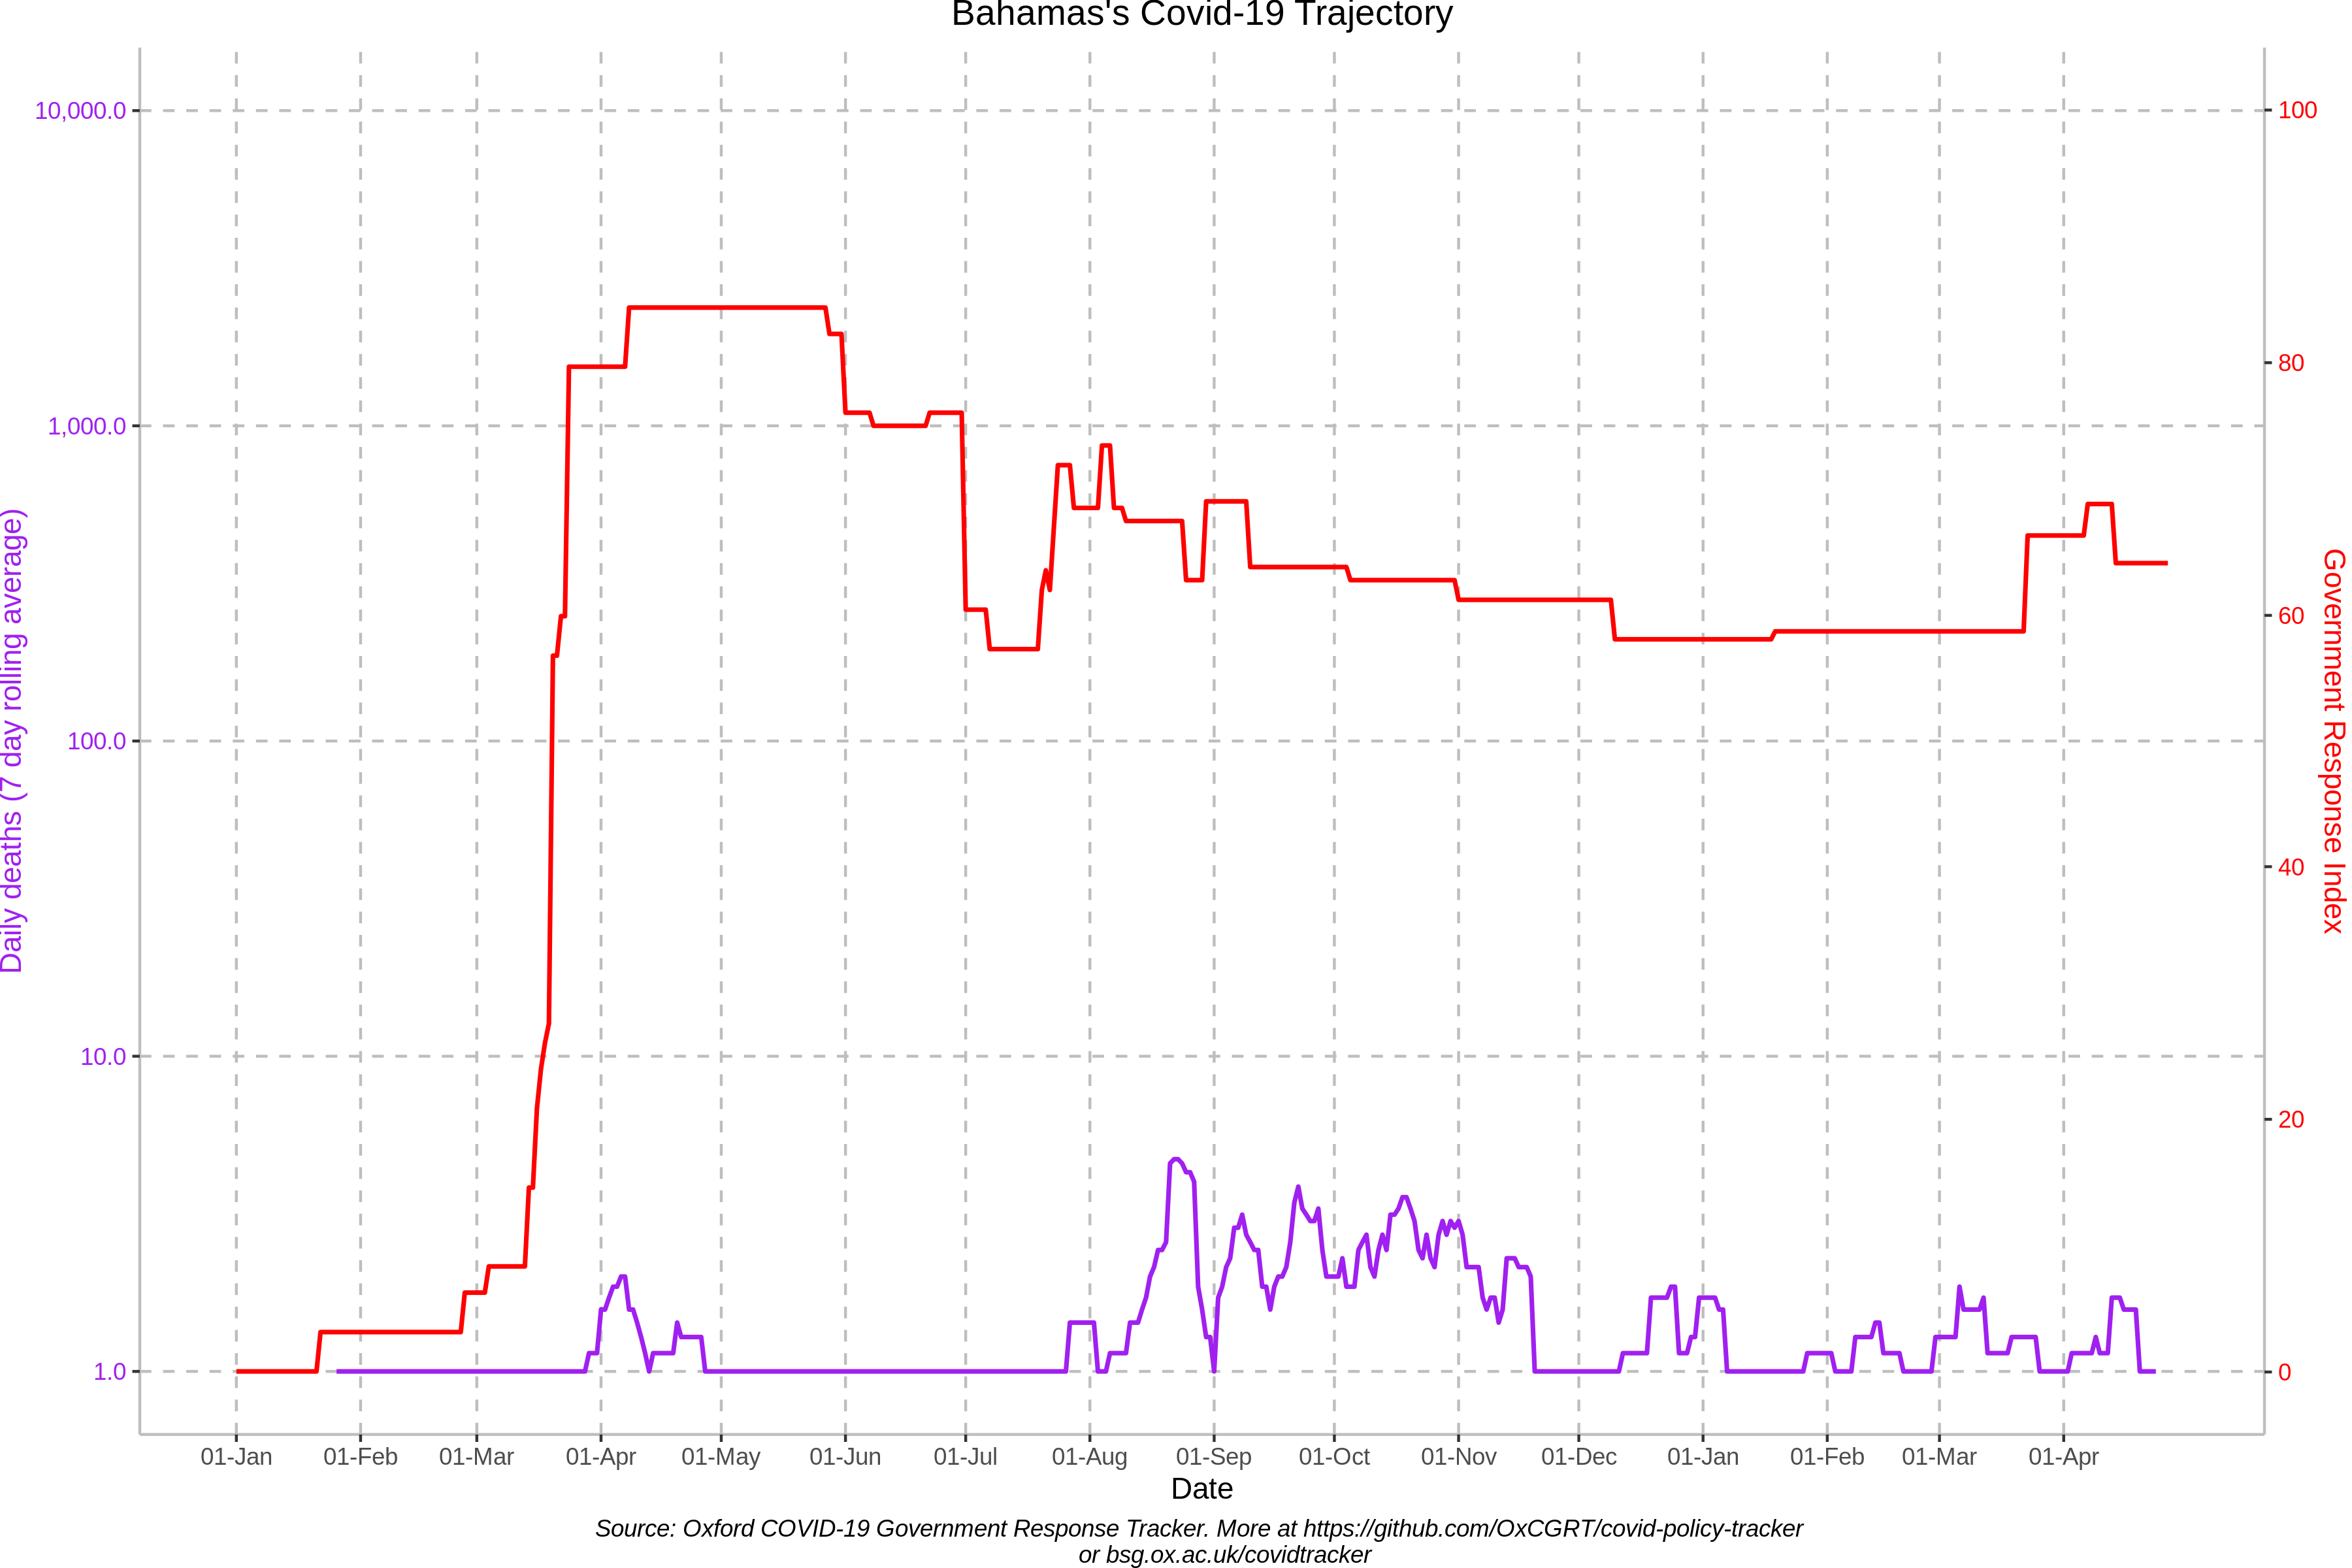 Bahamas's Covid-19 Trajectory
10,000.0
1,000.0
100.0
10.0
1.0
Daily deaths (7 day rolling average)
100
80
60
40
20
0
Government Response Index
01-Jan 01-Feb 01-Mar 01-Apr 01-May 01-Jun 01-Jul 01-Aug 01-Sep 01-Oct 01-Nov 01-Dec 01-Jan 01-Feb 01-Mar 01-Apr
Date
Source: Oxford COVID-19 Government Response Tracker. More at https://github.com/OxCGRT/covid-policy-tracker
or bsg.ox.ac.uk/covidtracker